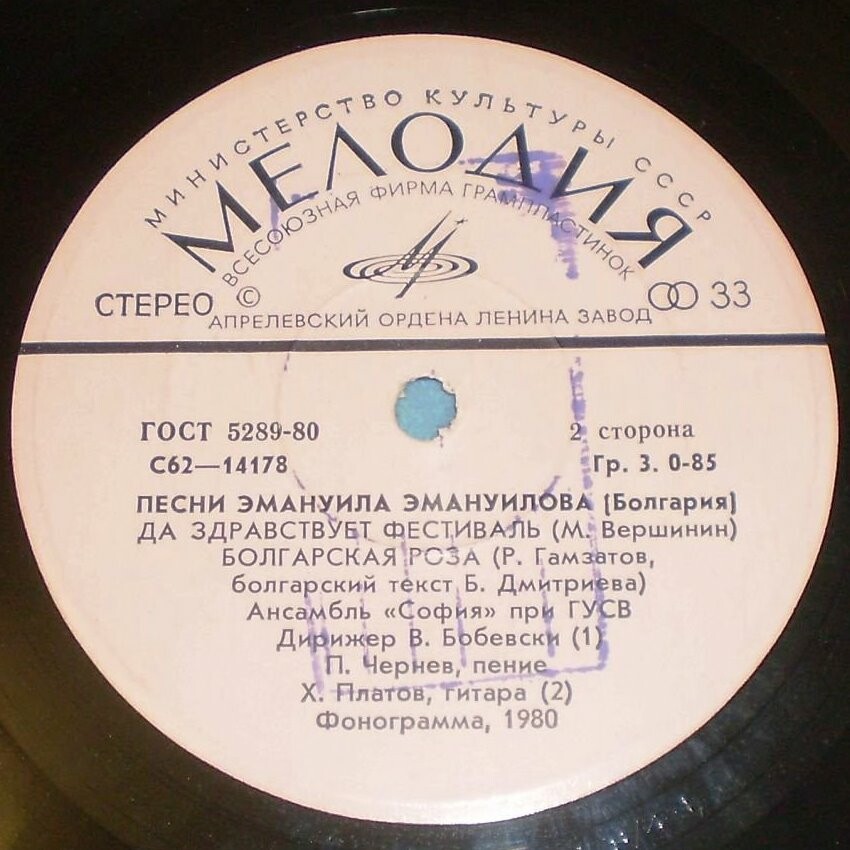 МИНИСТЕРСТВО КУЛЬТУРЫ СССР
МЕЛОДИЯ
ВСЕСОЮЗНАЯ ФИРМА ГРАМПЛАСТИНОК
СТЕРЕО © 33
АПРЕЛЕВСКИЙ ОРДЕНА ЛЕНИНА ЗАВОД
ГОСТ 5289-80 2 сторона
С62—14178 Гр. 3. 0-85
ПЕСНИ ЭМАНУИЛА ЭМАНУИЛОВА (Болгария)
ДА ЗДРАВСТВУЕТ ФЕСТИВАЛЬ (М. Вершинин)
БОЛГАРСКАЯ РОЗА (Р. Гамзатов,
болгарский текст Б. Дмитриева)
Ансамбль «София» при ГУСВ
Дирижер В. Бобевски (1)
П. Чернев, пение
Х. Платов, гитара (2)
Фонограмма, 1980